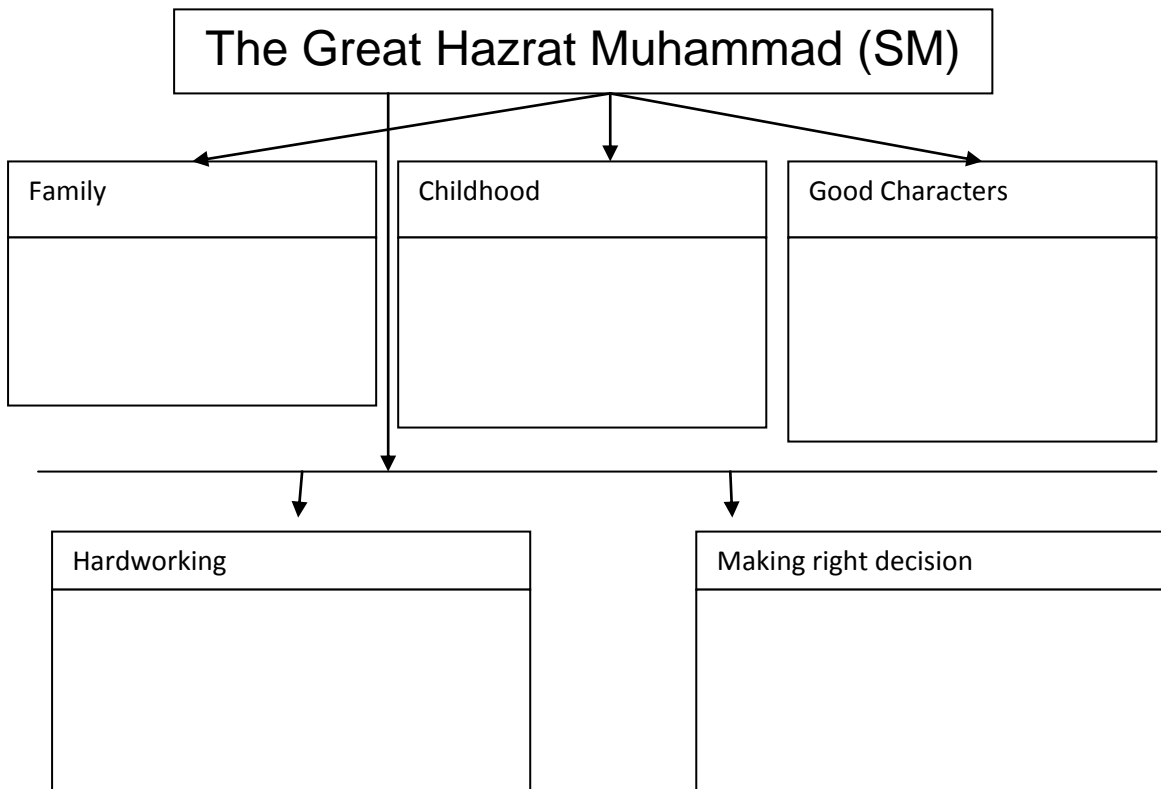 The Great Hazrat Muhammad (SM)
Family
Childhood
Good Characters
Hardworking
Making right decision